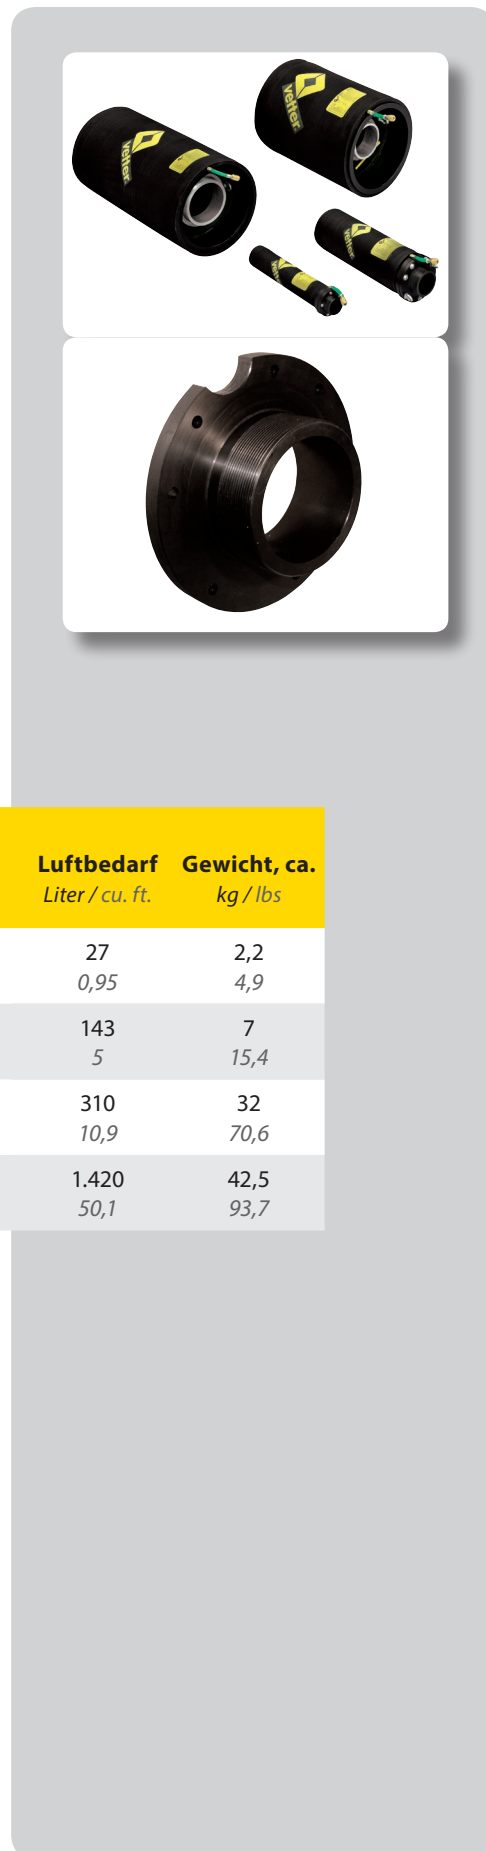 vetter
vetter
vetter
vetter
Luftbedarf Gewicht, ca.
Liter / cu. ft. kg / lbs
27 2,2
0,95 4,9
143 7
5 15,4
310 32
10,9 70,6
1.420 42,5
50,1 93,7